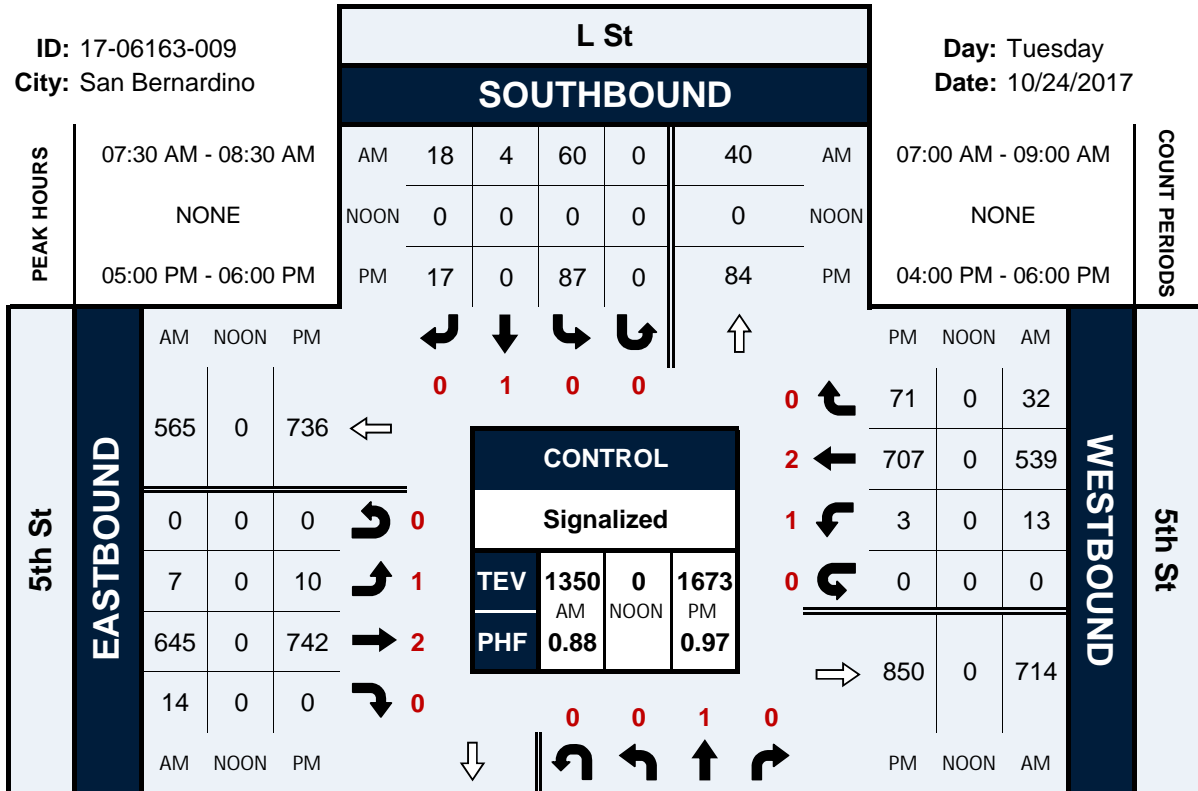 ID: 17-06163-009
City: San Bernardino
L St
SOUTHBOUND
Day: Tuesday
Date: 10/24/2017
PEAK HOURS
07:30 AM - 08:30 AM
NONE
05:00 PM - 06:00 PM
AM 18 4 60 0 40 AM
NOON 0 0 0 0 0 NOON
PM 17 0 87 0 84 PM
07:00 AM - 09:00 AM
NONE
04:00 PM - 06:00 PM
COUNT PERIODS
0 1 0 0
5th St
EASTBOUND
AM NOON PM
565 0 736
0 0 0 0
7 0 10 1
645 0 742 2
14 0 0 0
AM NOON PM
CONTROL
Signalized
TEV 1350 0 1673
AM NOON PM
PHF 0.88 0.97
PM NOON AM
0 71 0 32
2 707 0 539
1 3 0 13
0 0 0 0
850 0 714
PM NOON AM
WESTBOUND
5th St
0 0 1 0